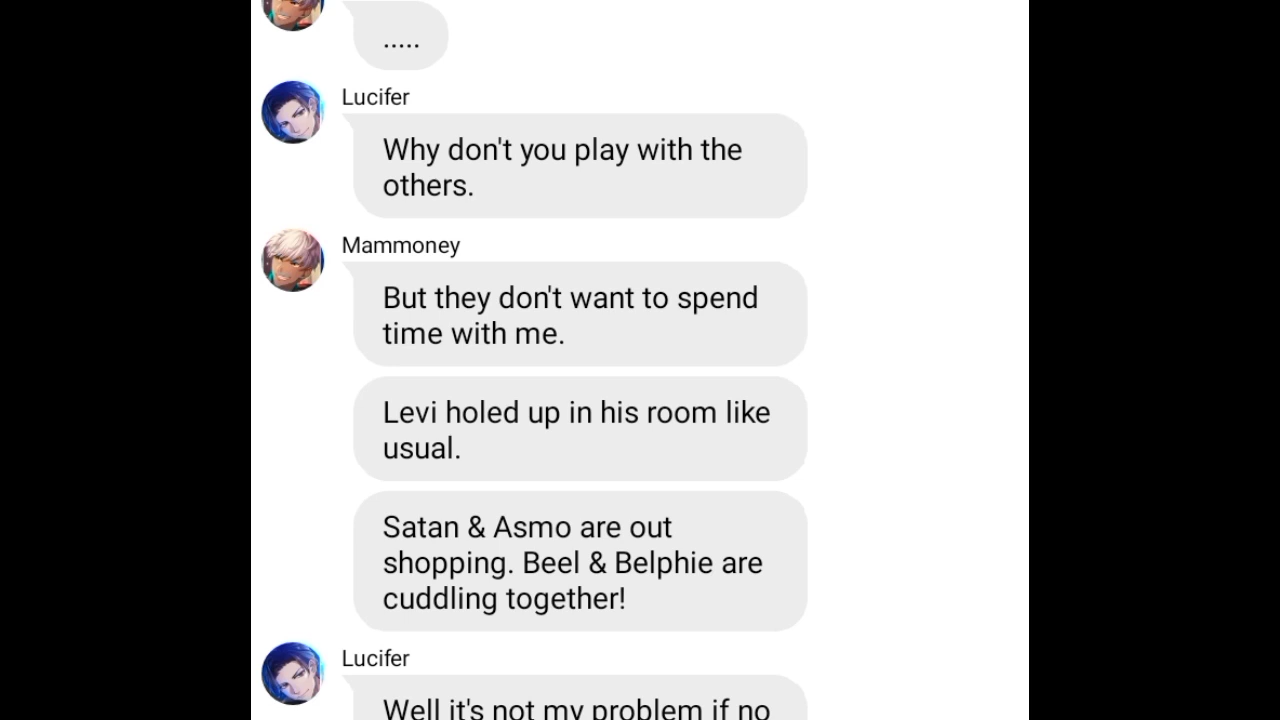 .....
Lucifer
Why don't you play with the
others.
Mammoney
But they don't want to spend
time with me.
Levi holed up in his room like
usual.
Satan & Asmo are out
shopping. Beel & Belphie are
cuddling together!
Lucifer
Well it's not my problem if no